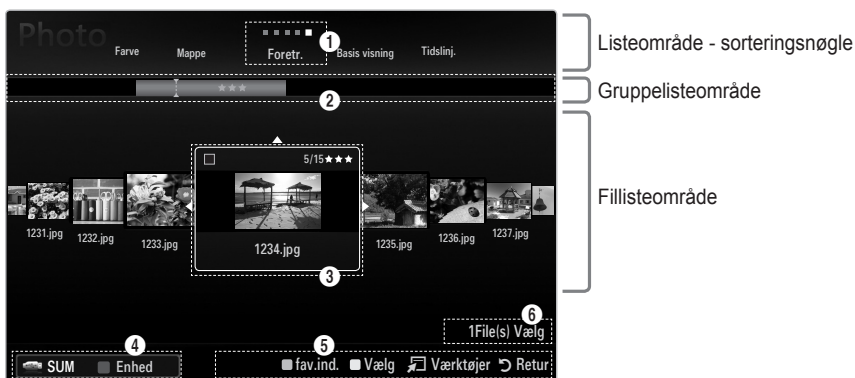 Photo
Farve Mappe Foretr. Basis visning Tidslinj.
1
Listeområde - sorteringsnøgle
2
Gruppelisteområde
5/15★★★
1231.jpg 1232.jpg 1233.jpg 1234.jpg 1235.jpg 1236.jpg 1237.jpg
3
Fillisteområde
6
1File(s) Vælg
4 5
SUM Enhed fav.ind. Vælg Værktøjer Retur